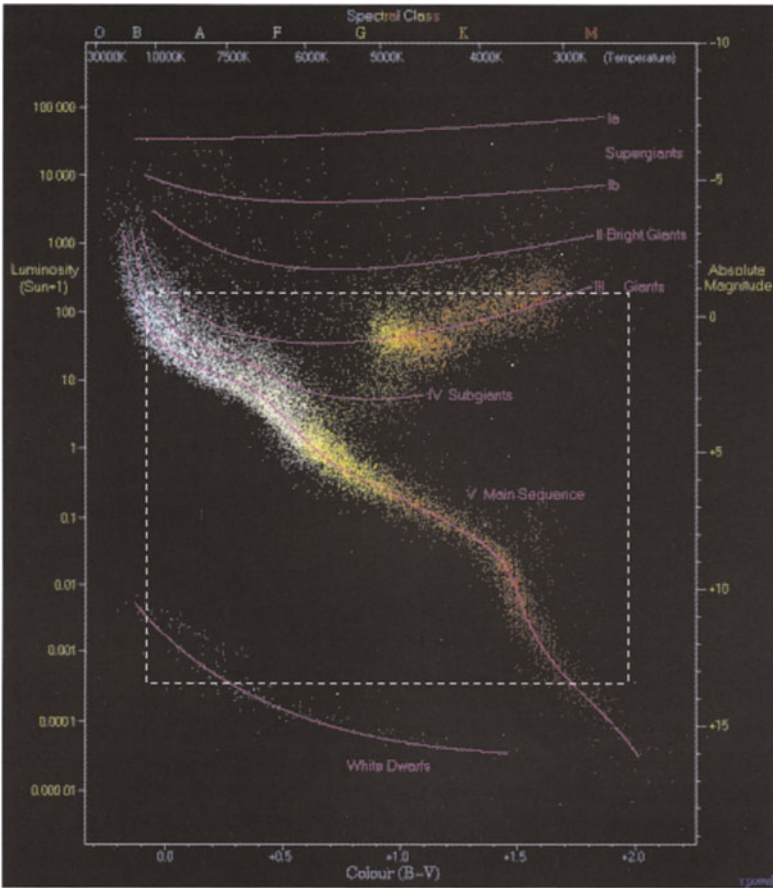 Spectral Class
O B A F G K M
30000K 10000K 7500K 6000K 5000K 4000K 3000K (Temperature)
-10
100 000
Ia
Supergiants
10 000
-5
Ib
1000
II Bright Giants
Luminosity
(Sun=1)
Absolute
Magnitude
III Giants
100
0
10
IV Subgiants
1
+5
V Main Sequence
0.1
0.01
+10
0.001
0.0001
+15
White Dwarfs
0.000 01
0.0 +0.5 +1.0 +1.5 +2.0
Colour (B-V)